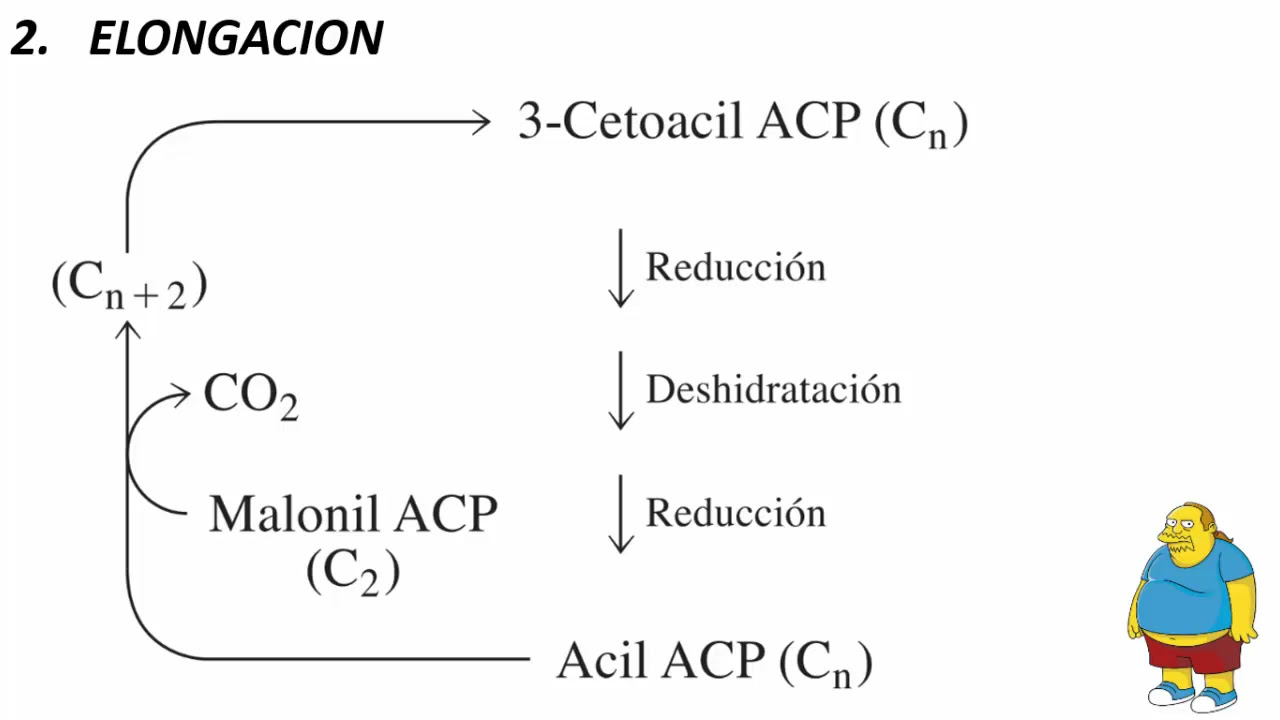 2. ELONGACION
3-Cetoacil ACP (Cn)
Reducción
(Cn + 2)
Deshidratación
CO2
Reducción
Malonil ACP
(C2)
Acil ACP (Cn)